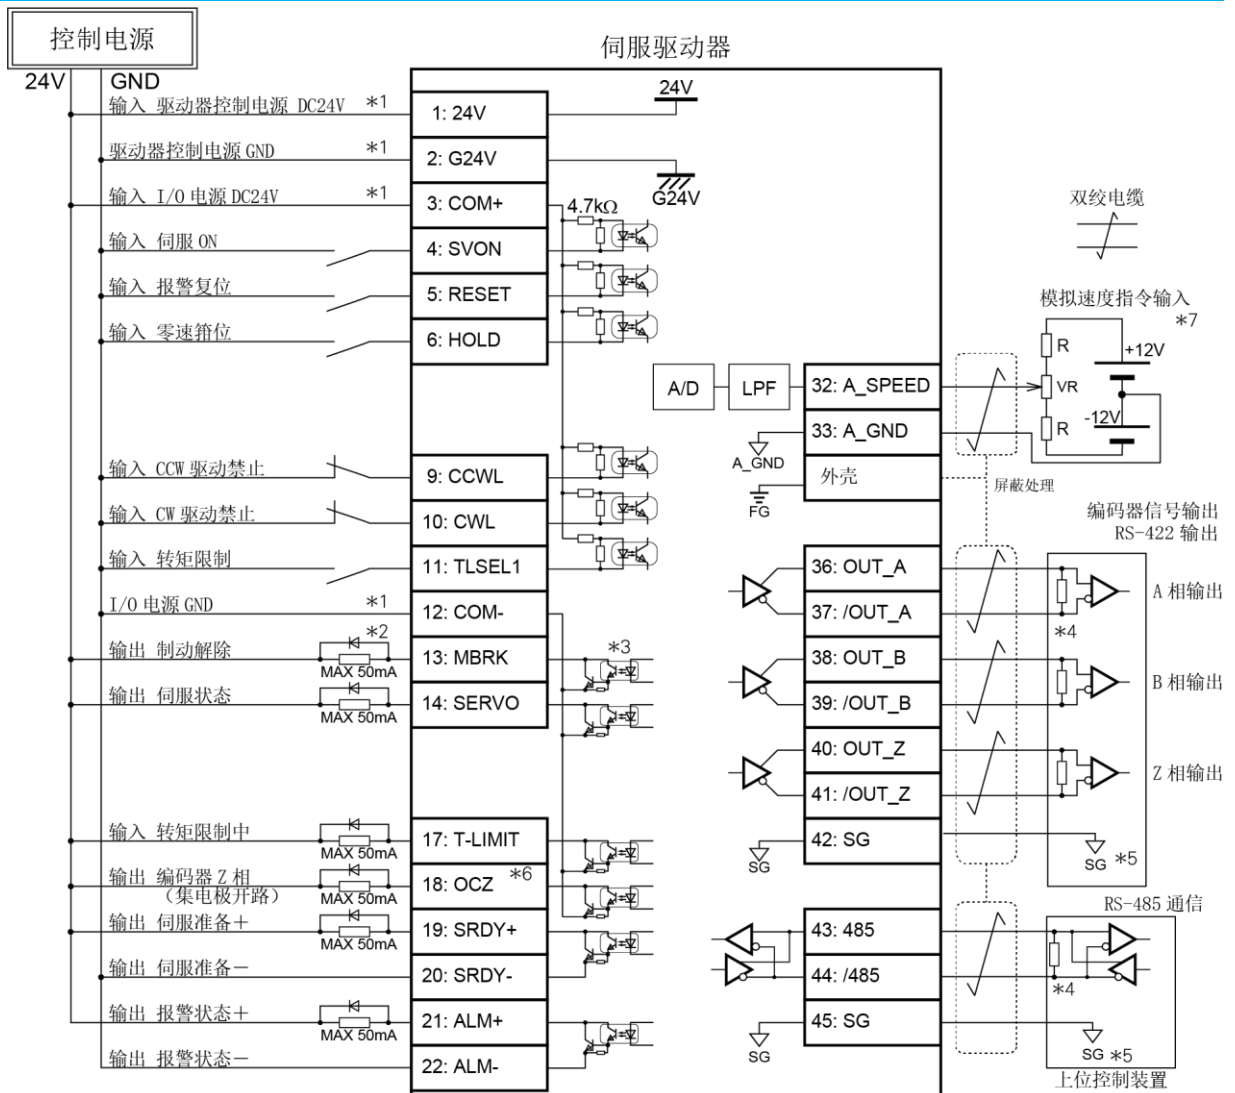 控制电源
伺服驱动器
24V GND
24V
输入 驱动器控制电源 DC24V *1
1: 24V
驱动器控制电源 GND *1
2: G24V
G24V
输入 I/O 电源 DC24V *1
3: COM+
4.7kΩ
双绞电缆
输入 伺服 ON
4: SVON
输入 报警复位
5: RESET
模拟速度指令输入
*7
输入 零速箝位
6: HOLD
R
+12V
A/D
LPF
32: A_SPEED
VR
-12V
33: A_GND
R
A_GND
输入 CCW 驱动禁止
9: CCWL
外壳
屏蔽处理
FG
输入 CW 驱动禁止
10: CWL
编码器信号输出
RS-422 输出
输入 转矩限制
11: TLSEL1
36: OUT_A
A 相输出
I/O 电源 GND *1
12: COM-
37: /OUT_A
*4
*2
输出 制动解除
MAX 50mA
13: MBRK
*3
38: OUT_B
B 相输出
输出 伺服状态
MAX 50mA
14: SERVO
39: /OUT_B
40: OUT_Z
Z 相输出
41: /OUT_Z
输入 转矩限制中
MAX 50mA
17: T-LIMIT
42: SG
SG
SG *5
输出 编码器 Z 相
（集电极开路）
MAX 50mA
18: OCZ *6
RS-485 通信
输出 伺服准备＋
MAX 50mA
19: SRDY+
43: 485
输出 伺服准备－
20: SRDY-
44: /485
*4
输出 报警状态＋
MAX 50mA
21: ALM+
45: SG
SG
SG *5
输出 报警状态－
22: ALM-
上位控制装置